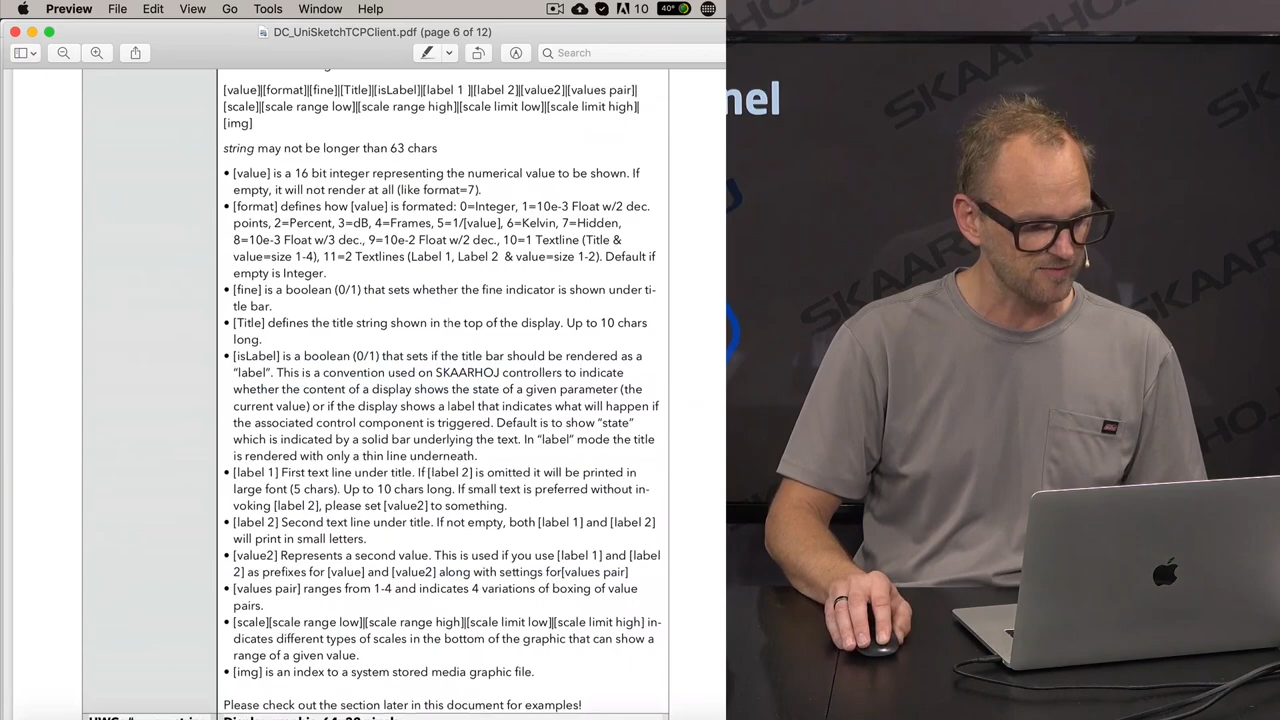 Preview File Edit View Go Tools Window Help 10 40°
DC_UniSketchTCPClient.pdf (page 6 of 12)
Search
[value]|[format]|[fine]|[Title]|[isLabel]|[label 1 ]|[label 2]|[value2]|[values pair]|
[scale]|[scale range low]|[scale range high]|[scale limit low]|[scale limit high]|
[img]
string may not be longer than 63 chars
• [value] is a 16 bit integer representing the numerical value to be shown. If
empty, it will not render at all (like format=7).
• [format] defines how [value] is formated: 0=Integer, 1=10e-3 Float w/2 dec.
points, 2=Percent, 3=dB, 4=Frames, 5=1/[value], 6=Kelvin, 7=Hidden,
8=10e-3 Float w/3 dec., 9=10e-2 Float w/2 dec., 10=1 Textline (Title &
value=size 1-4), 11=2 Textlines (Label 1, Label 2 & value=size 1-2). Default if
empty is Integer.
• [fine] is a boolean (0/1) that sets whether the fine indicator is shown under ti-
tle bar.
• [Title] defines the title string shown in the top of the display. Up to 10 chars
long.
• [isLabel] is a boolean (0/1) that sets if the title bar should be rendered as a
“label”. This is a convention used on SKAARHOJ controllers to indicate
whether the content of a display shows the state of a given parameter (the
current value) or if the display shows a label that indicates what will happen if
the associated control component is triggered. Default is to show “state”
which is indicated by a solid bar underlying the text. In “label” mode the title
is rendered with only a thin line underneath.
• [label 1] First text line under title. If [label 2] is omitted it will be printed in
large font (5 chars). Up to 10 chars long. If small text is preferred without in-
voking [label 2], please set [value2] to something.
• [label 2] Second text line under title. If not empty, both [label 1] and [label 2]
will print in small letters.
• [value2] Represents a second value. This is used if you use [label 1] and [label
2] as prefixes for [value] and [value2] along with settings for[values pair]
• [values pair] ranges from 1-4 and indicates 4 variations of boxing of value
pairs.
• [scale][scale range low]|[scale range high]|[scale limit low]|[scale limit high] in-
dicates different types of scales in the bottom of the graphic that can show a
range of a given value.
• [img] is an index to a system stored media graphic file.
Please check out the section later in this document for examples!
nel
SKAARHOJ